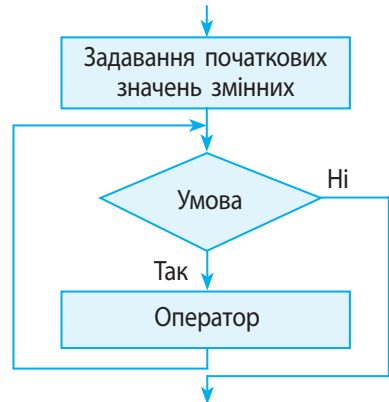 Задавання початкових
значень змінних
Умова
Ні
Так
Оператор